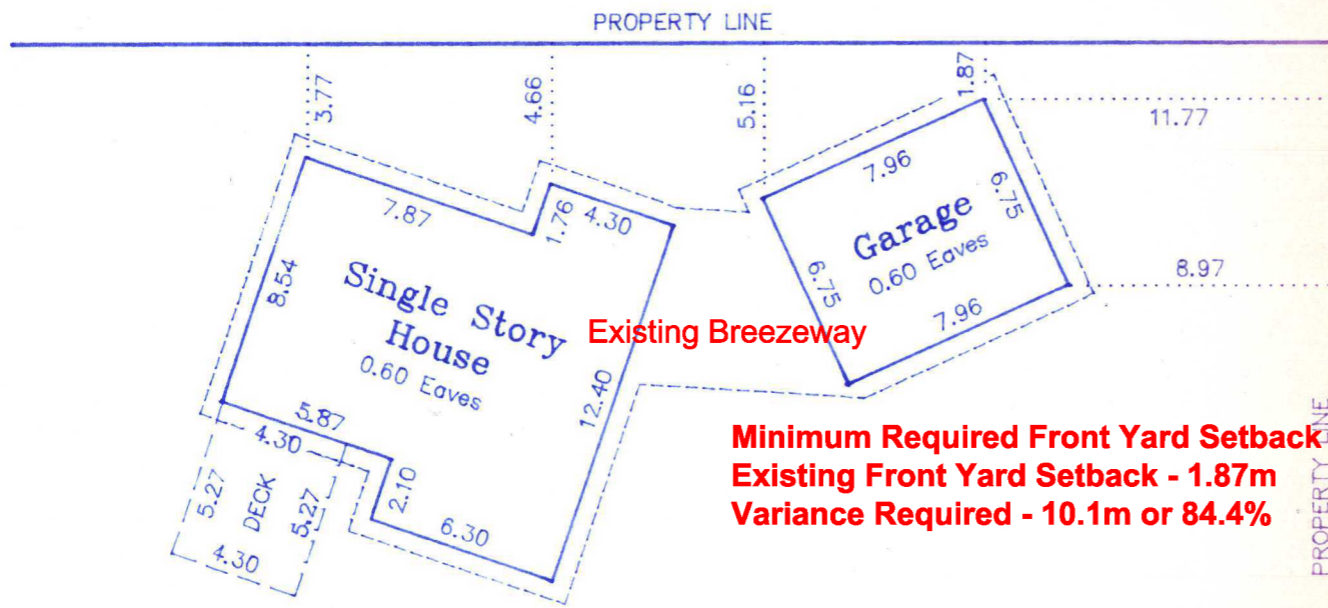 PROPERTY LINE
3.77
4.66
5.16
1.87
11.77
7.87
1.76
4.30
7.96
6.75
Garage
0.60 Eaves
6.75
7.96
8.97
8.54
Single Story
House
0.60 Eaves
Existing Breezeway
12.40
5.87
4.30
2.10
6.30
5.27
DECK
5.27
4.30
Minimum Required Front Yard Setback
Existing Front Yard Setback - 1.87m
Variance Required - 10.1m or 84.4%
PROPERTY LINE